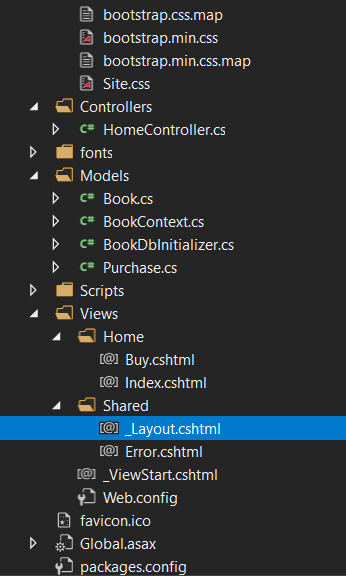 bootstrap.css.map
bootstrap.min.css
bootstrap.min.css.map
Site.css
Controllers
C# HomeController.cs
fonts
Models
C# Book.cs
C# BookContext.cs
C# BookDbInitializer.cs
C# Purchase.cs
Scripts
Views
Home
[@] Buy.cshtml
[@] Index.cshtml
Shared
[@] _Layout.cshtml
[@] Error.cshtml
[@] _ViewStart.cshtml
Web.config
favicon.ico
Global.asax
packages.config